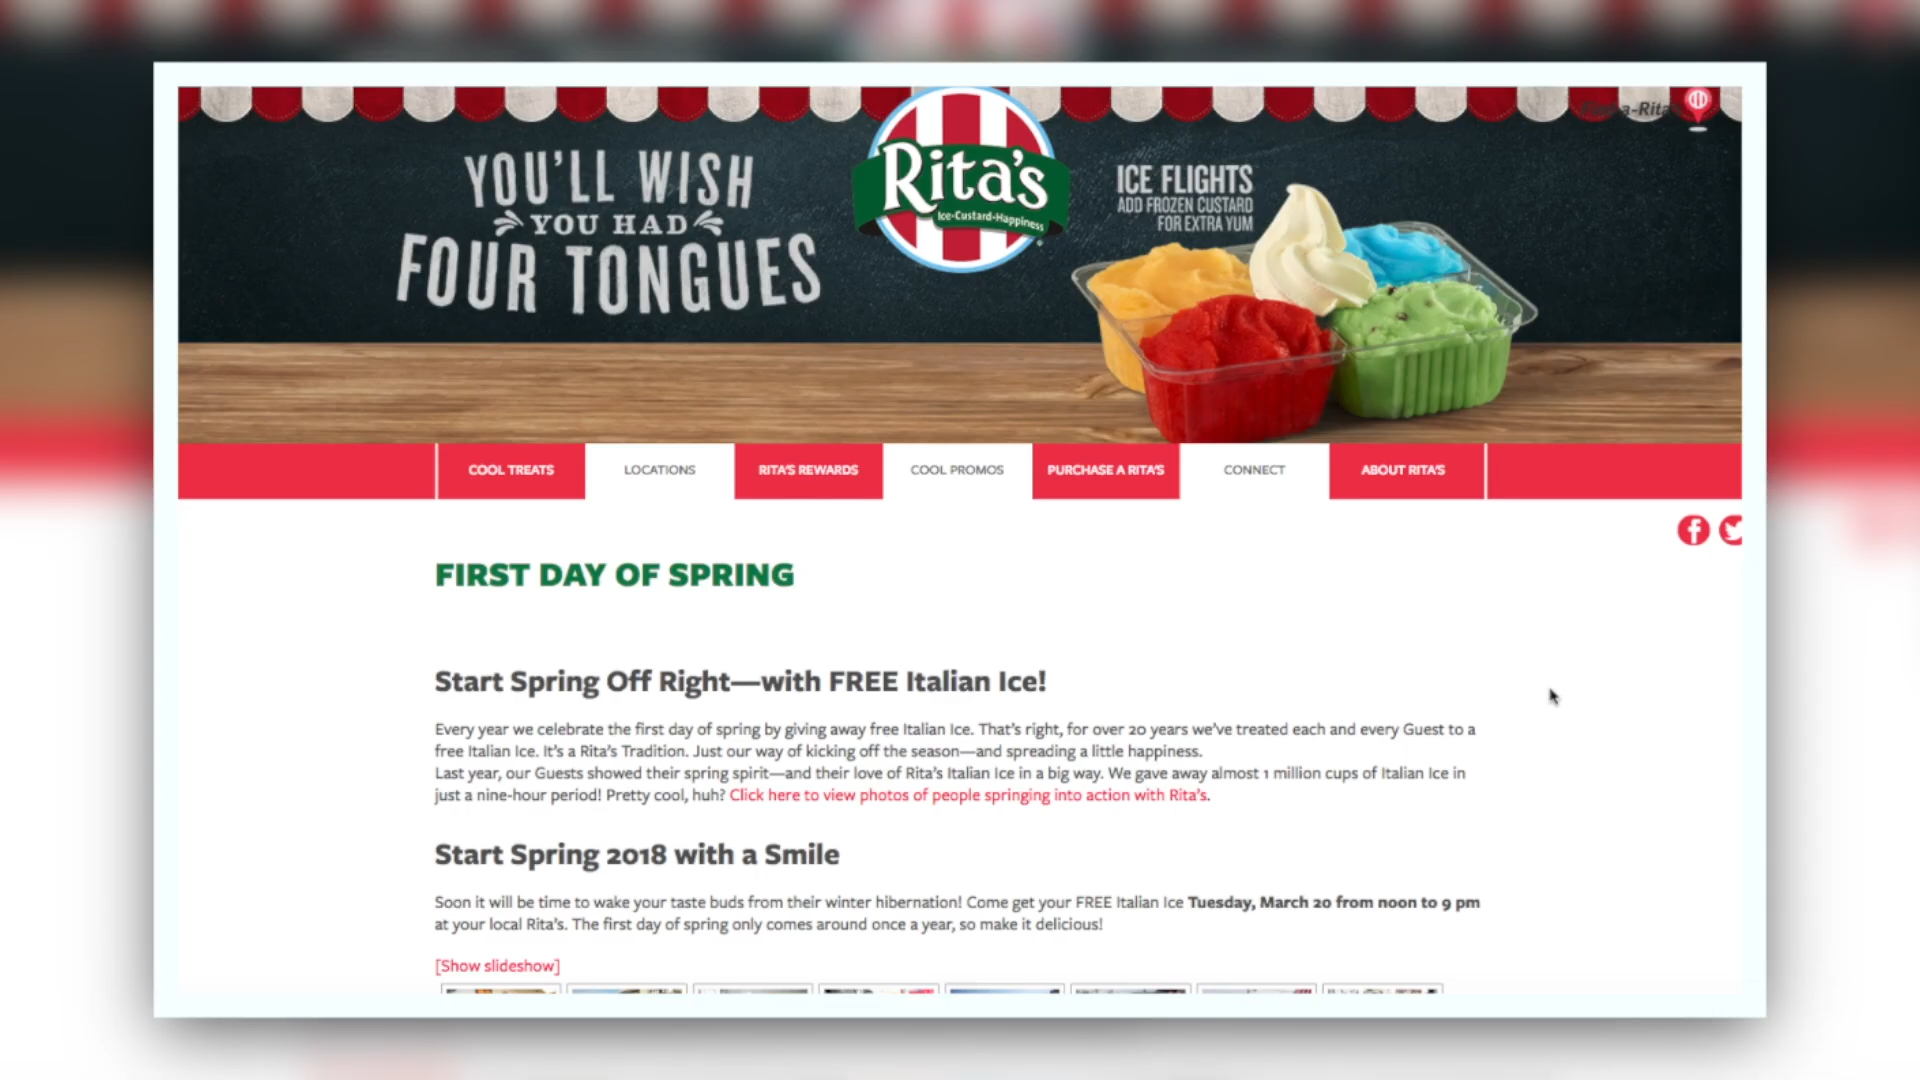 YOU'LL WISH
YOU HAD
FOUR TONGUES
Rita's
Ice-Custard-Happiness
ICE FLIGHTS
ADD FROZEN CUSTARD
FOR EXTRA YUM
COOL TREATS
LOCATIONS
RITA'S REWARDS
COOL PROMOS
PURCHASE A RITA'S
CONNECT
ABOUT RITA'S
FIRST DAY OF SPRING
Start Spring Off Right—with FREE Italian Ice!
Every year we celebrate the first day of spring by giving away free Italian Ice. That's right, for over 20 years we've treated each and every Guest to a
free Italian Ice. It's a Rita's Tradition. Just our way of kicking off the season—and spreading a little happiness.
Last year, our Guests showed their spring spirit—and their love of Rita's Italian Ice in a big way. We gave away almost 1 million cups of Italian Ice in
just a nine-hour period! Pretty cool, huh? Click here to view photos of people springing into action with Rita's.
Start Spring 2018 with a Smile
Soon it will be time to wake your taste buds from their winter hibernation! Come get your FREE Italian Ice Tuesday, March 20 from noon to 9 pm
at your local Rita's. The first day of spring only comes around once a year, so make it delicious!
[Show slideshow]